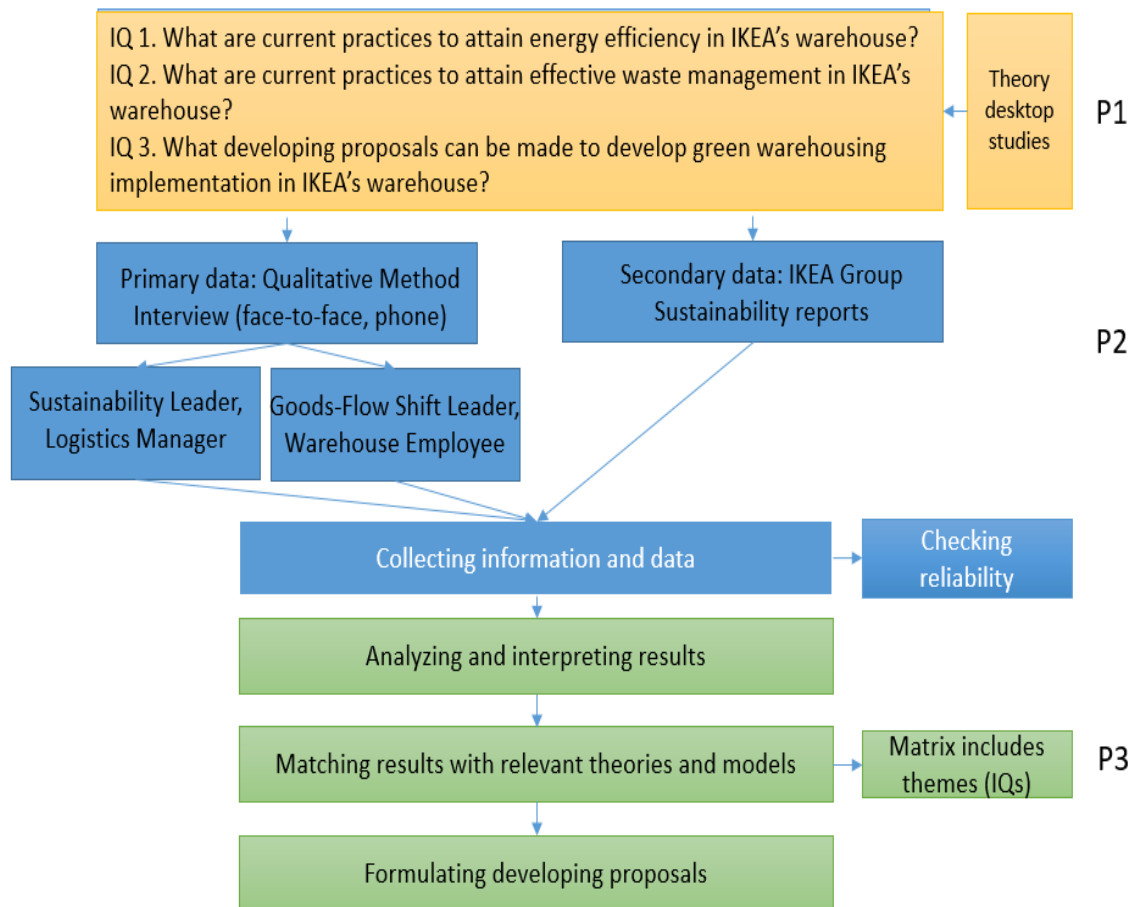 IQ 1. What are current practices to attain energy efficiency in IKEA's warehouse?
IQ 2. What are current practices to attain effective waste management in IKEA's
warehouse?
IQ 3. What developing proposals can be made to develop green warehousing
implementation in IKEA's warehouse?
Theory
desktop
studies
P1
Primary data: Qualitative Method
Interview (face-to-face, phone)
Secondary data: IKEA Group
Sustainability reports
P2
Sustainability Leader,
Logistics Manager
Goods-Flow Shift Leader,
Warehouse Employee
Collecting information and data
Checking
reliability
Analyzing and interpreting results
Matching results with relevant theories and models
Matrix includes
themes (IQs)
P3
Formulating developing proposals